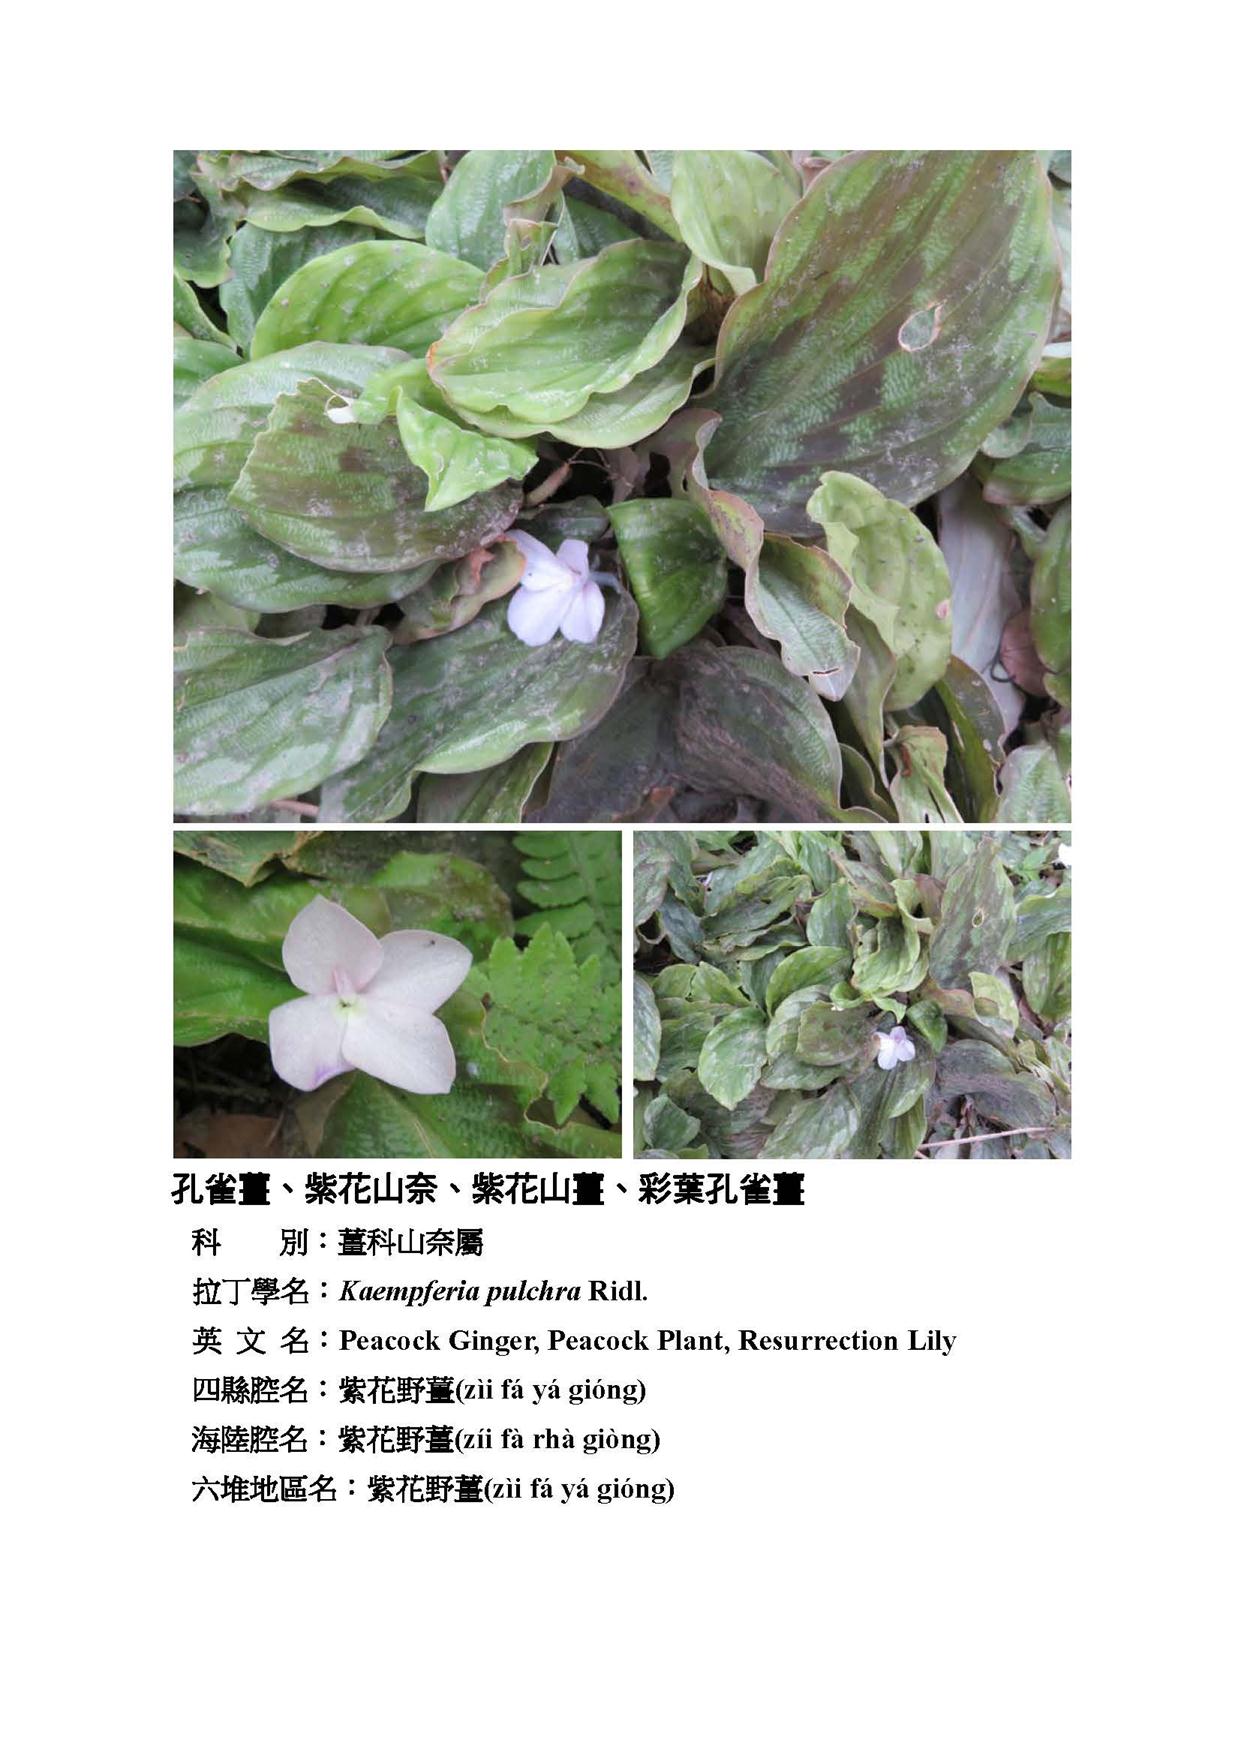 孔雀薑、紫花山奈、紫花山薑、彩葉孔雀薑
科　　別：薑科山奈屬
拉丁學名：Kaempferia pulchra Ridl.
英 文 名：Peacock Ginger, Peacock Plant, Resurrection Lily
四縣腔名：紫花野薑(zìi fá yá gióng)
海陸腔名：紫花野薑(zíi fà rhà giòng)
六堆地區名：紫花野薑(zìi fá yá gióng)